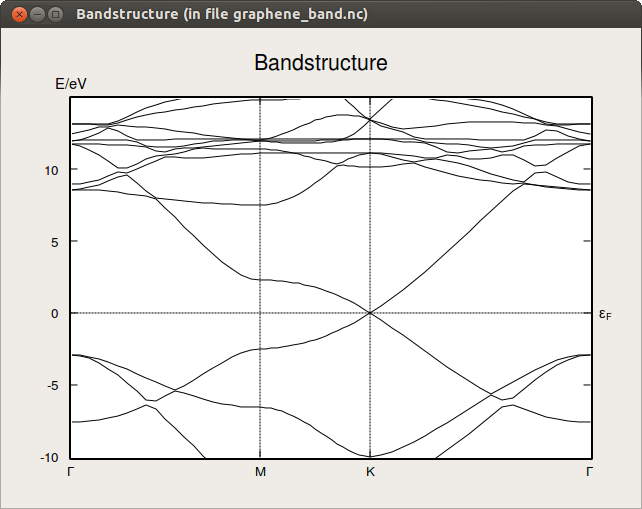 Bandstructure (in file graphene_band.nc)
Bandstructure
E/eV
10
5
0
εF
-5
-10
Γ M K Γ